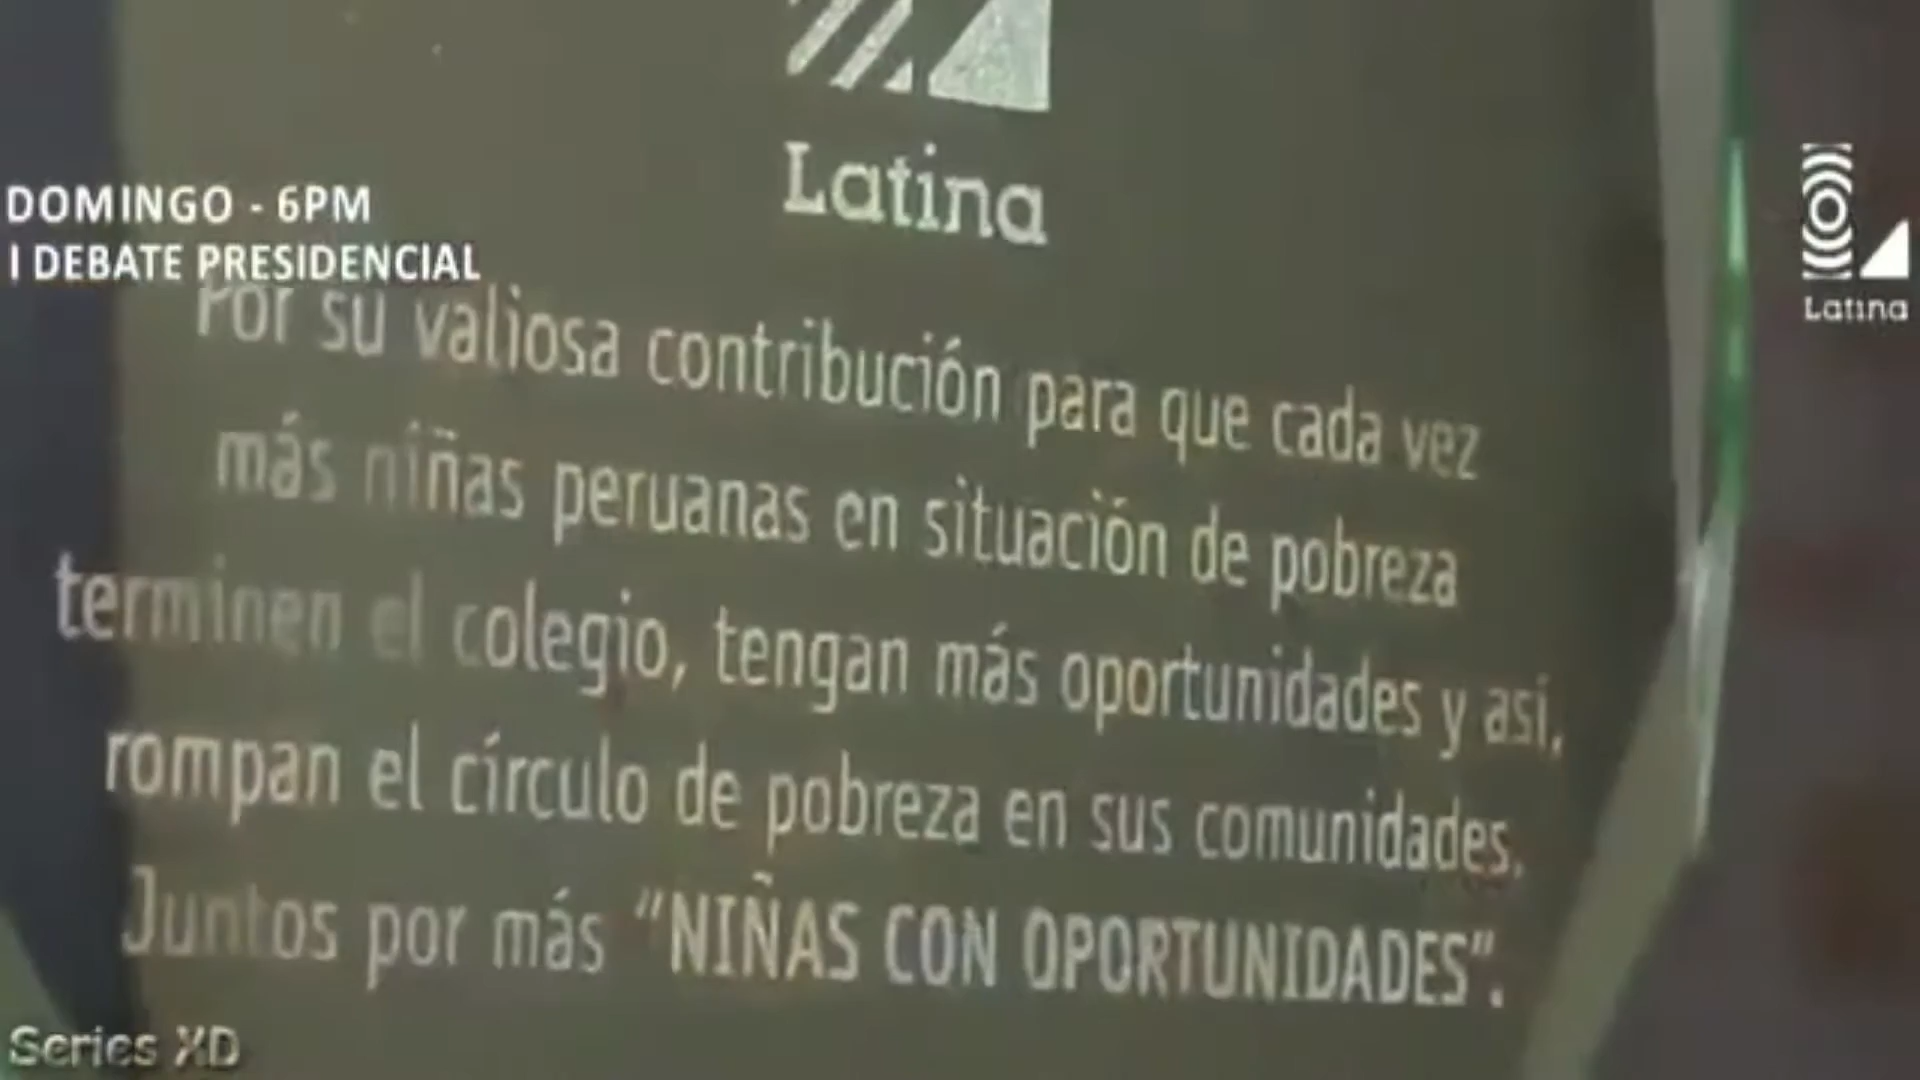 Latina
DOMINGO - 6PM
I DEBATE PRESIDENCIAL
Latina
Por su valiosa contribución para que cada vez
más niñas peruanas en situación de pobreza
terminen el colegio, tengan más oportunidades y así,
rompan el círculo de pobreza en sus comunidades.
Juntos por más "NIÑAS CON OPORTUNIDADES".
Series XD